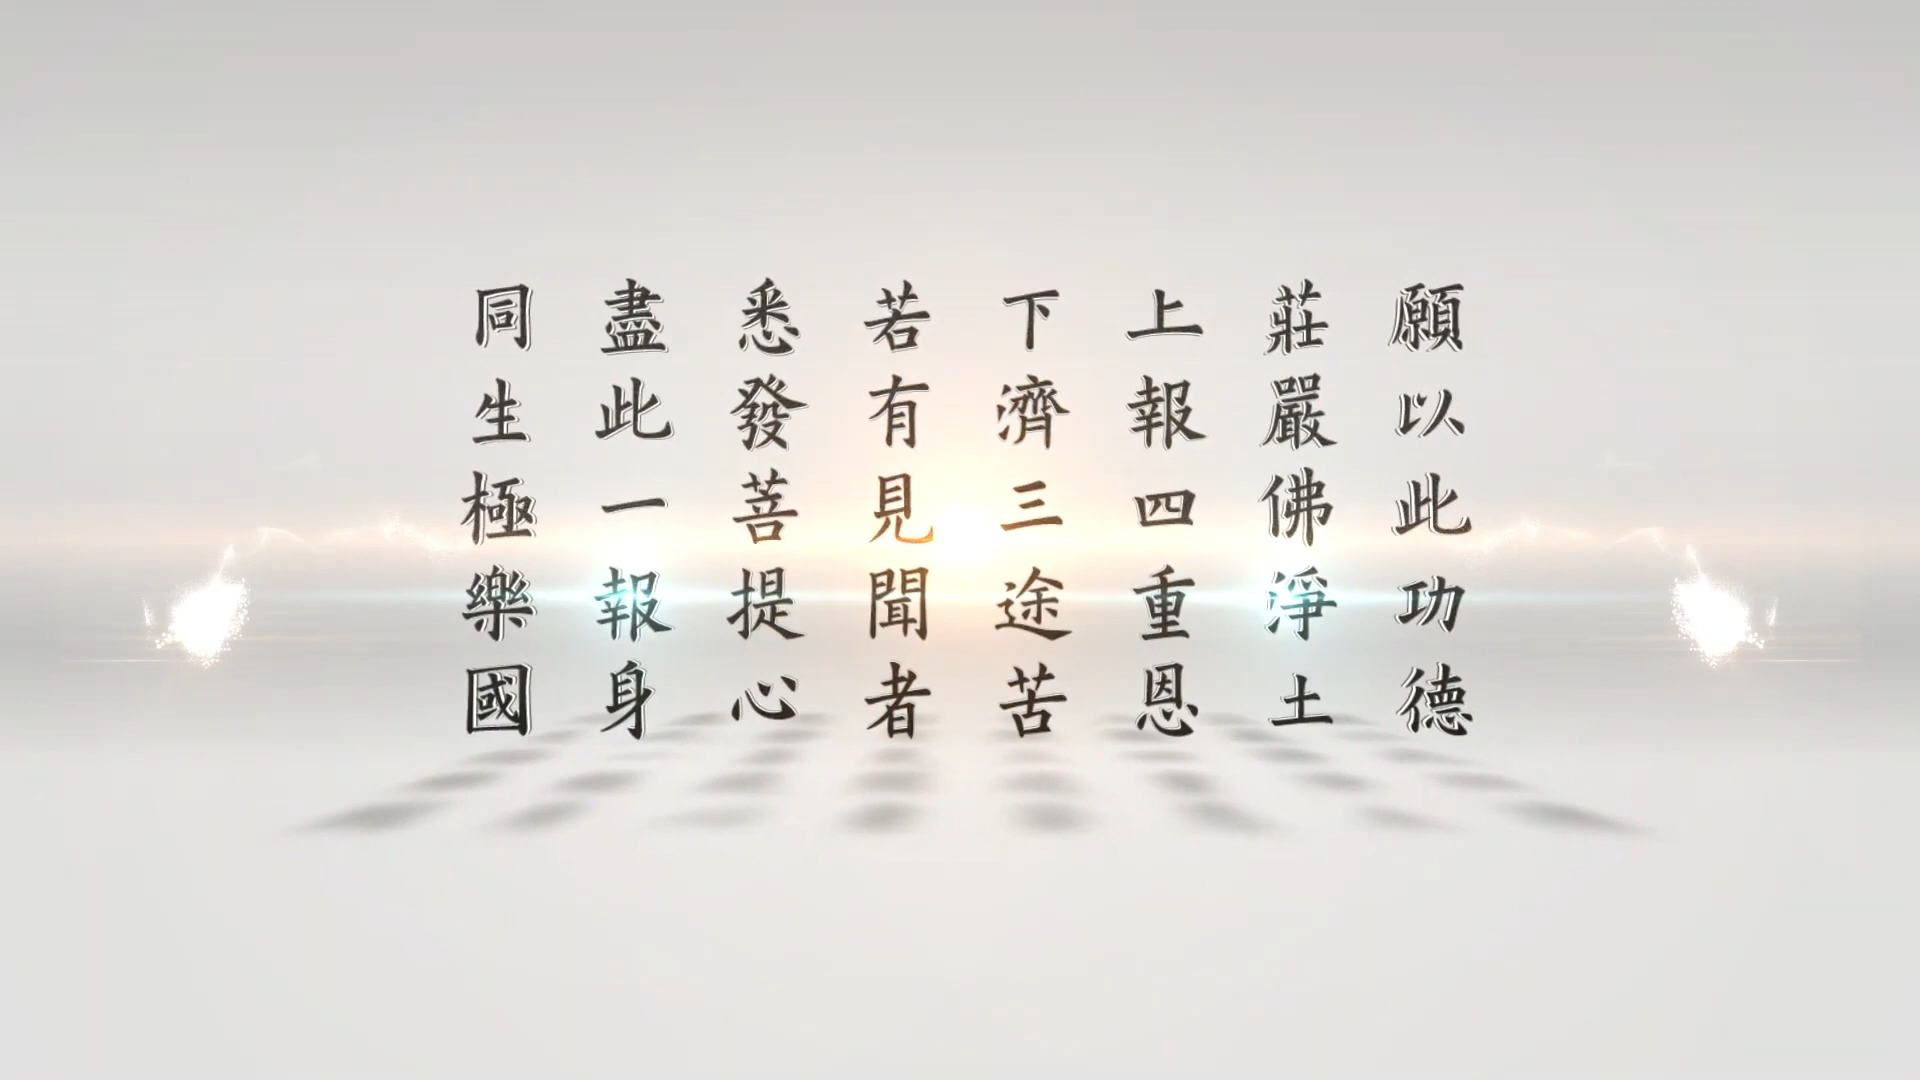 願以此功德
莊嚴佛淨土
上報四重恩
下濟三途苦
若有見聞者
悉發菩提心
盡此一報身
同生極樂國